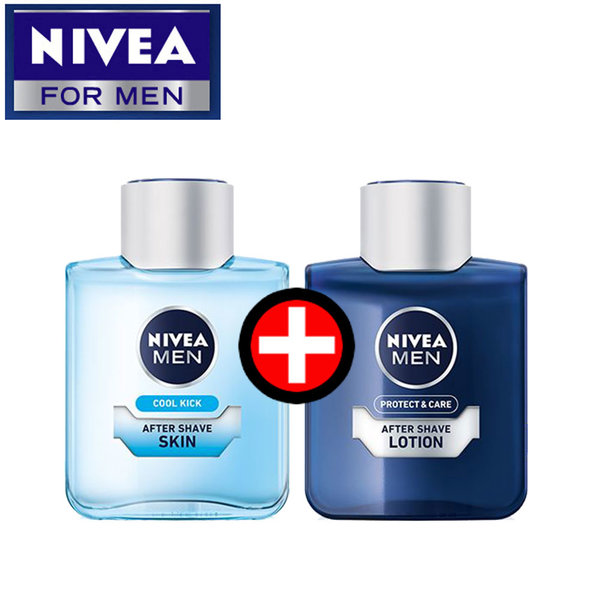 NIVEA
FOR MEN
NIVEA
MEN
COOL KICK
AFTER SHAVE
SKIN
NIVEA
MEN
PROTECT & CARE
AFTER SHAVE
LOTION